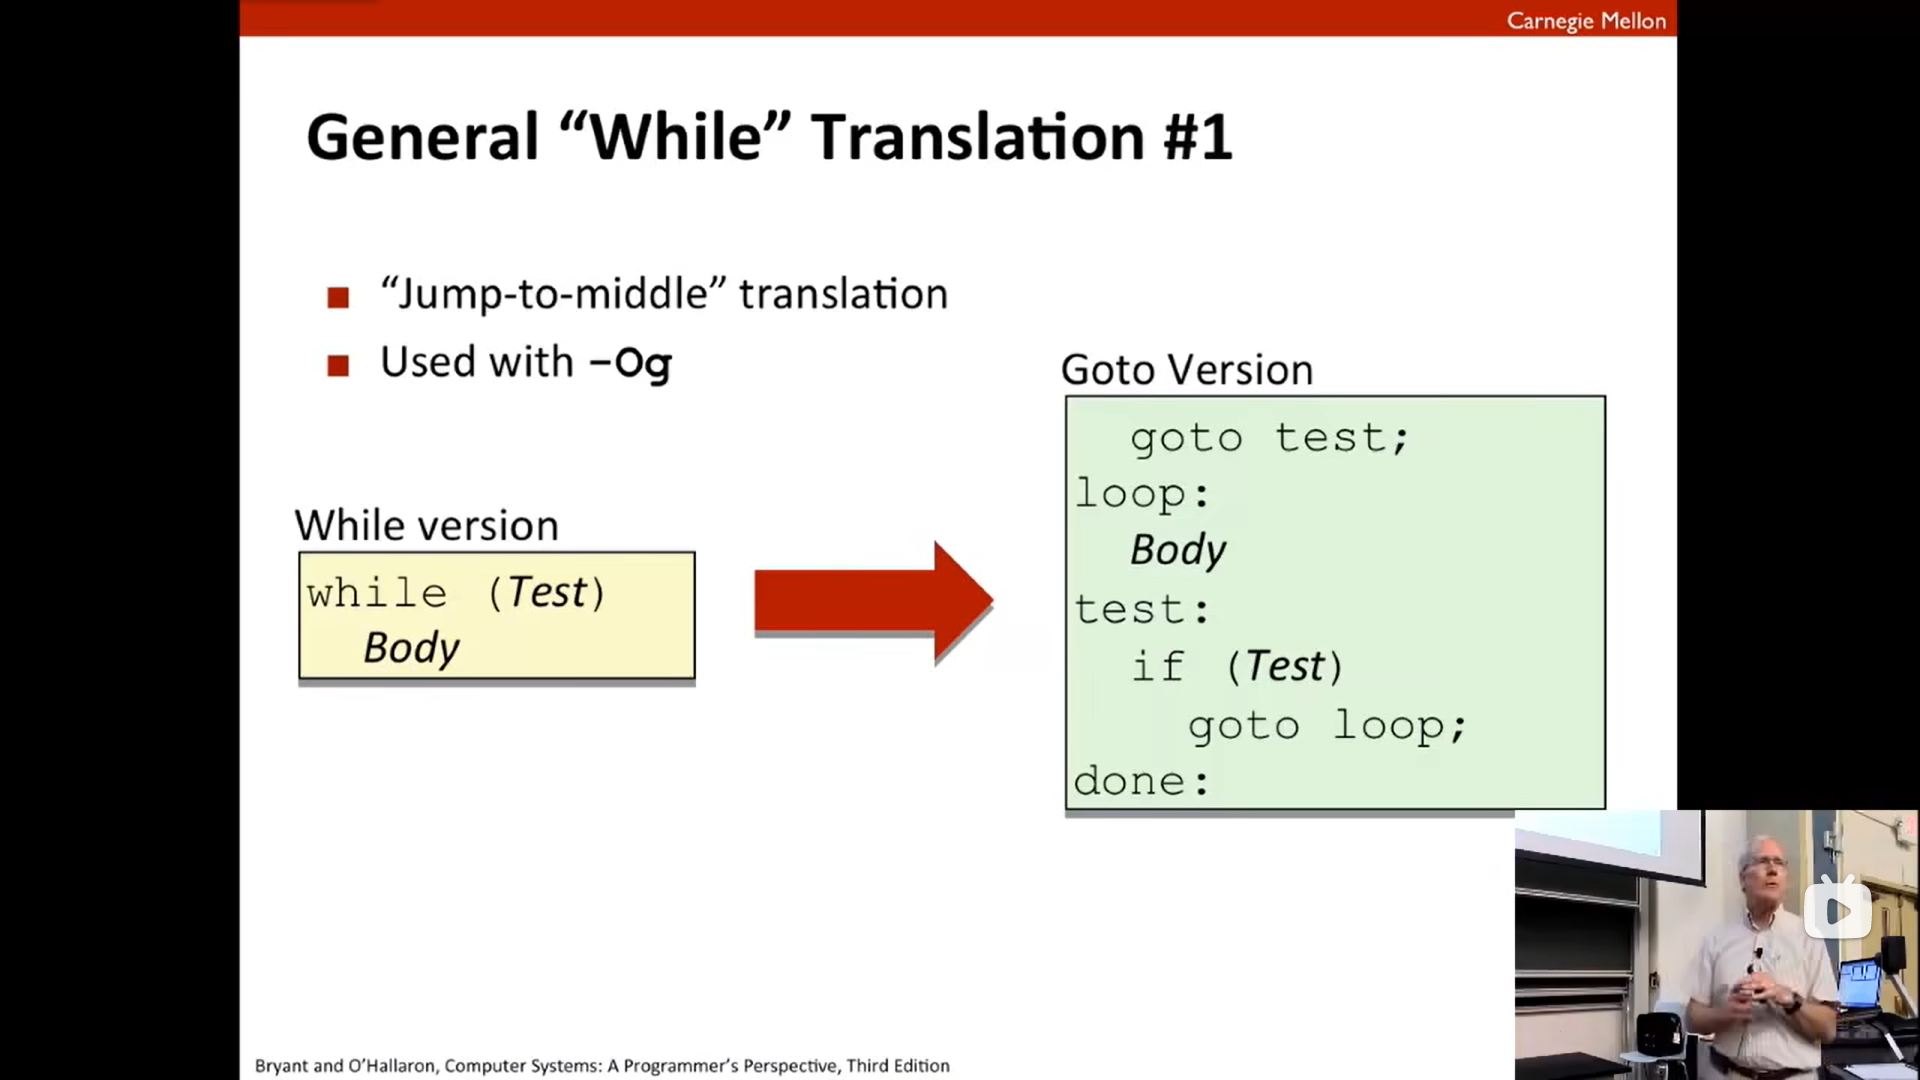 Carnegie Mellon
General “While” Translation #1
“Jump-to-middle” translation
Used with -Og
While version
while (Test)
Body
Goto Version
goto test;
loop:
Body
test:
if (Test)
goto loop;
done:
Bryant and O’Hallaron, Computer Systems: A Programmer’s Perspective, Third Edition